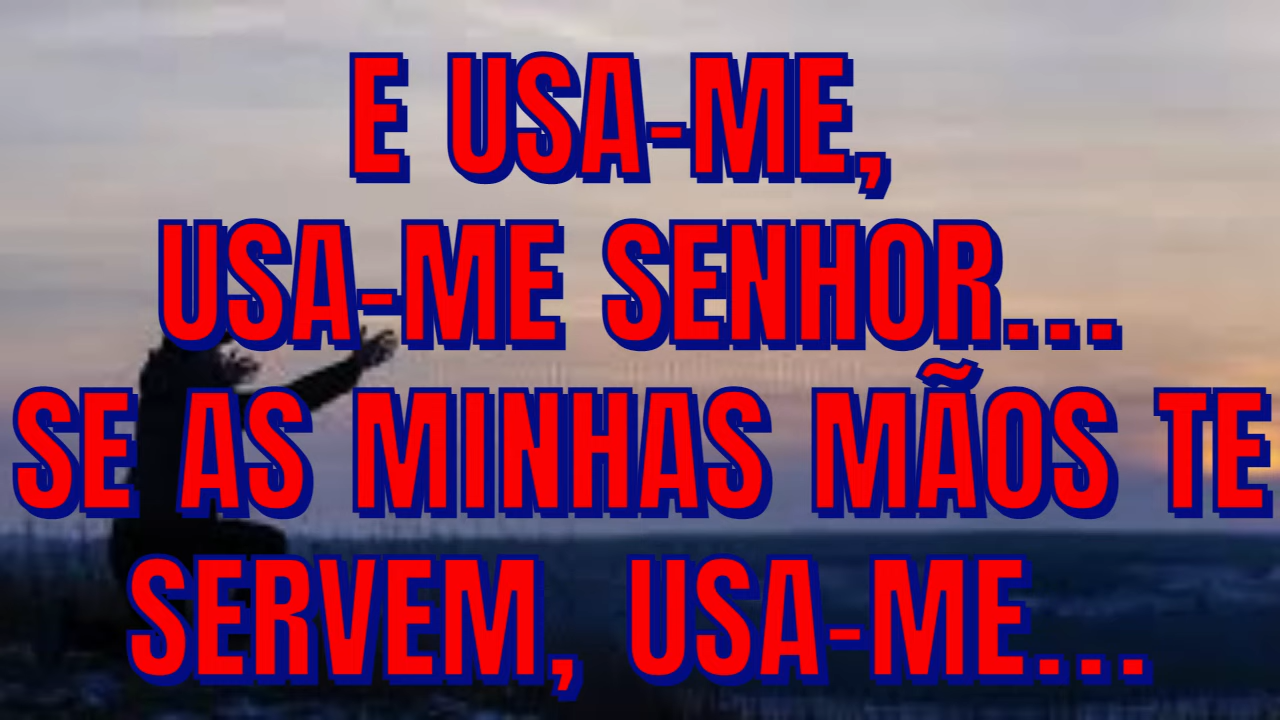 E USA-ME,
USA-ME SENHOR...
SE AS MINHAS MÃOS TE
SERVEM, USA-ME...